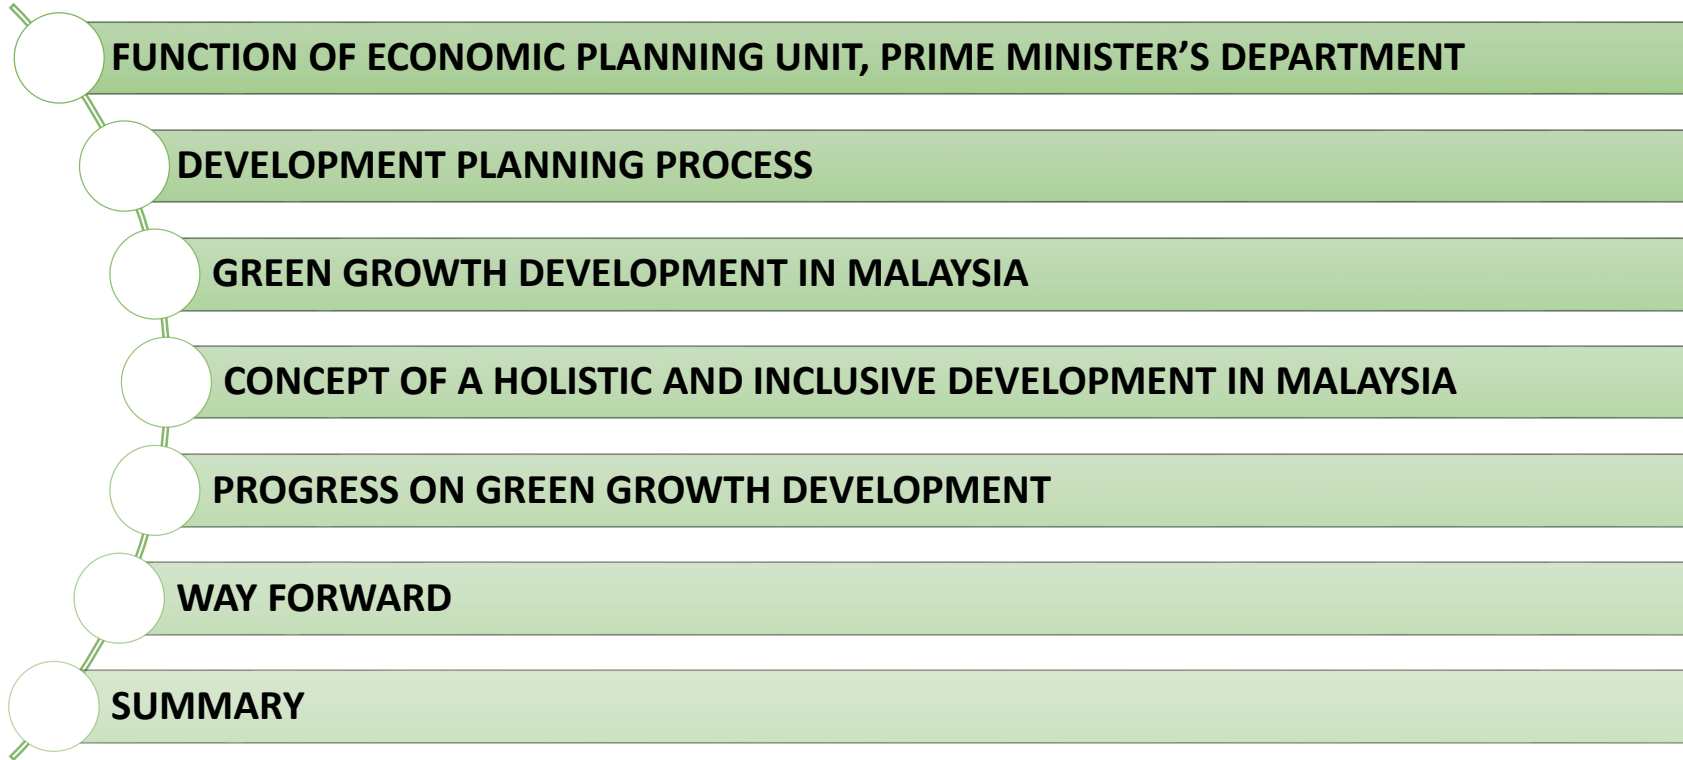 FUNCTION OF ECONOMIC PLANNING UNIT, PRIME MINISTER’S DEPARTMENT
DEVELOPMENT PLANNING PROCESS
GREEN GROWTH DEVELOPMENT IN MALAYSIA
CONCEPT OF A HOLISTIC AND INCLUSIVE DEVELOPMENT IN MALAYSIA
PROGRESS ON GREEN GROWTH DEVELOPMENT
WAY FORWARD
SUMMARY